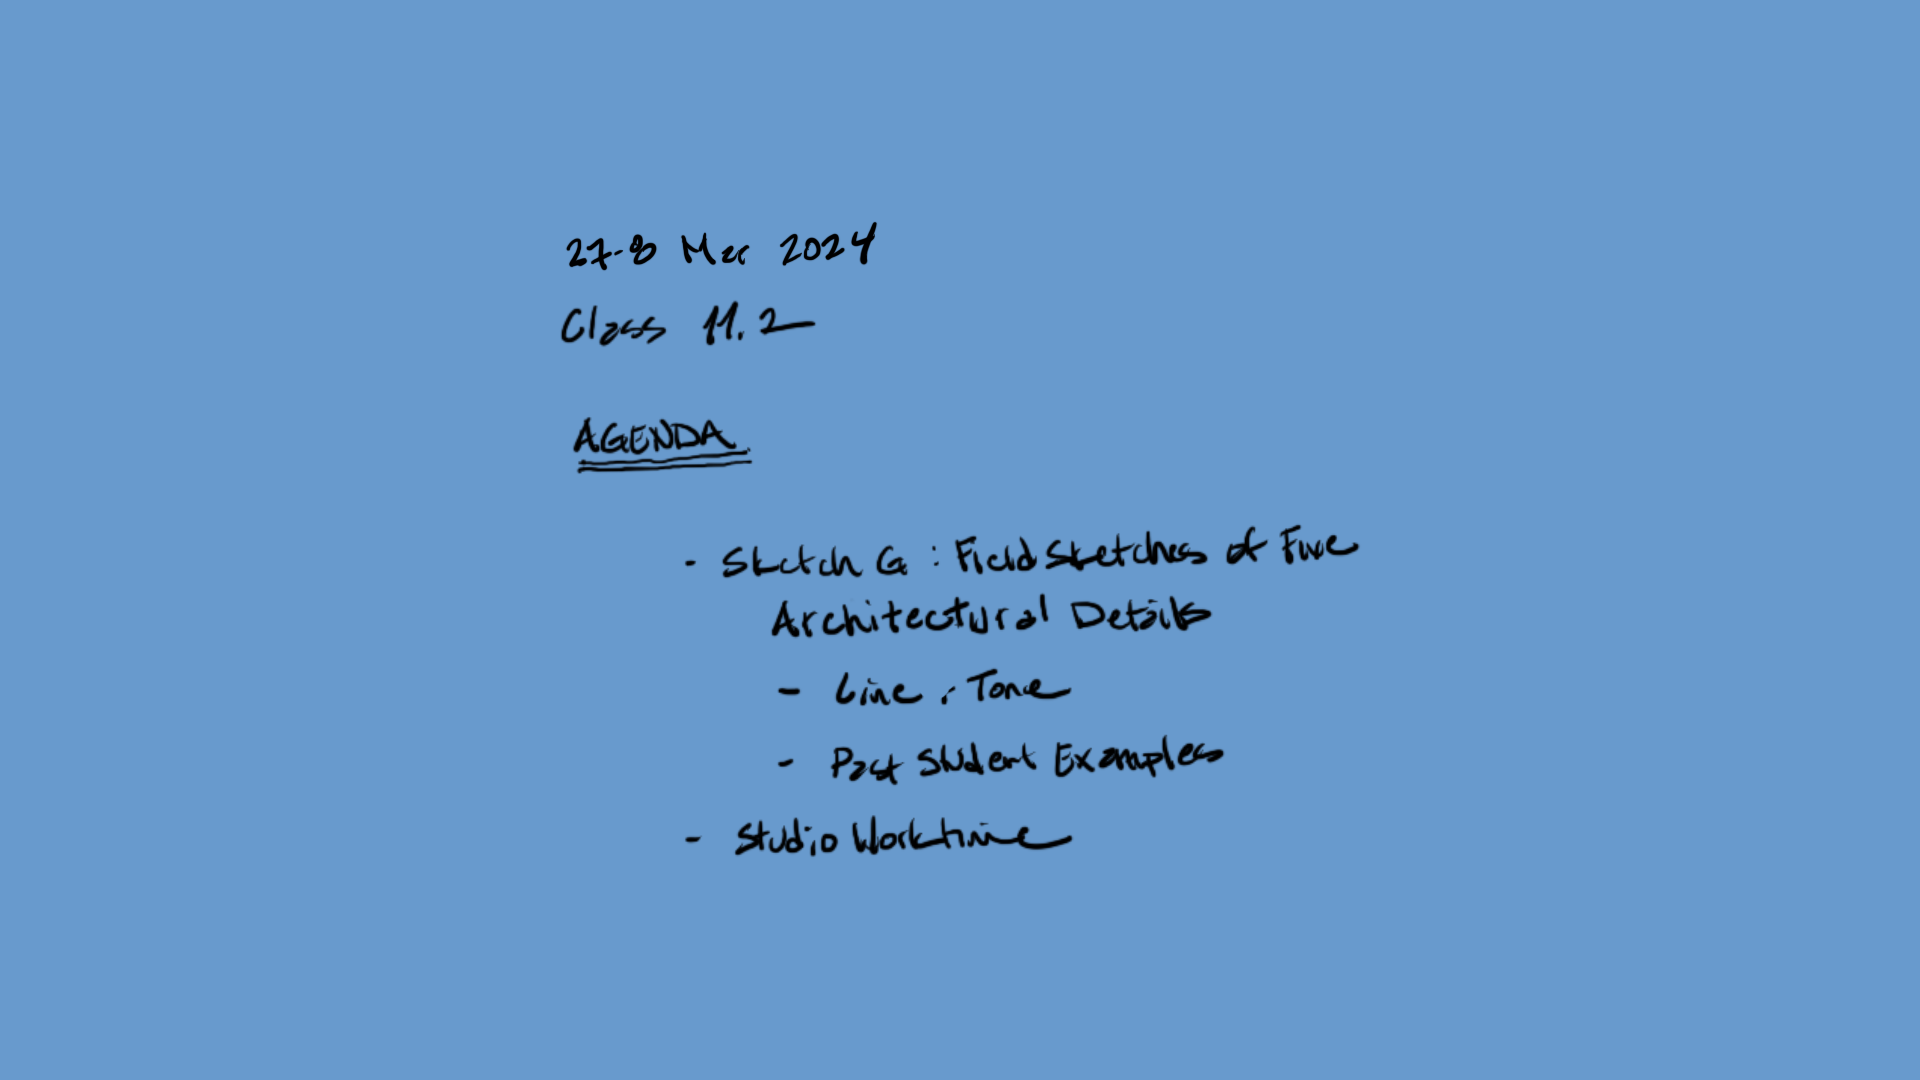 27-8 Mar 2024
Class 11.2
AGENDA
- Sketch G : Field Sketches of Five
Architectural Details
- Line : Tone
- Past Student Examples
- Studio Worktime